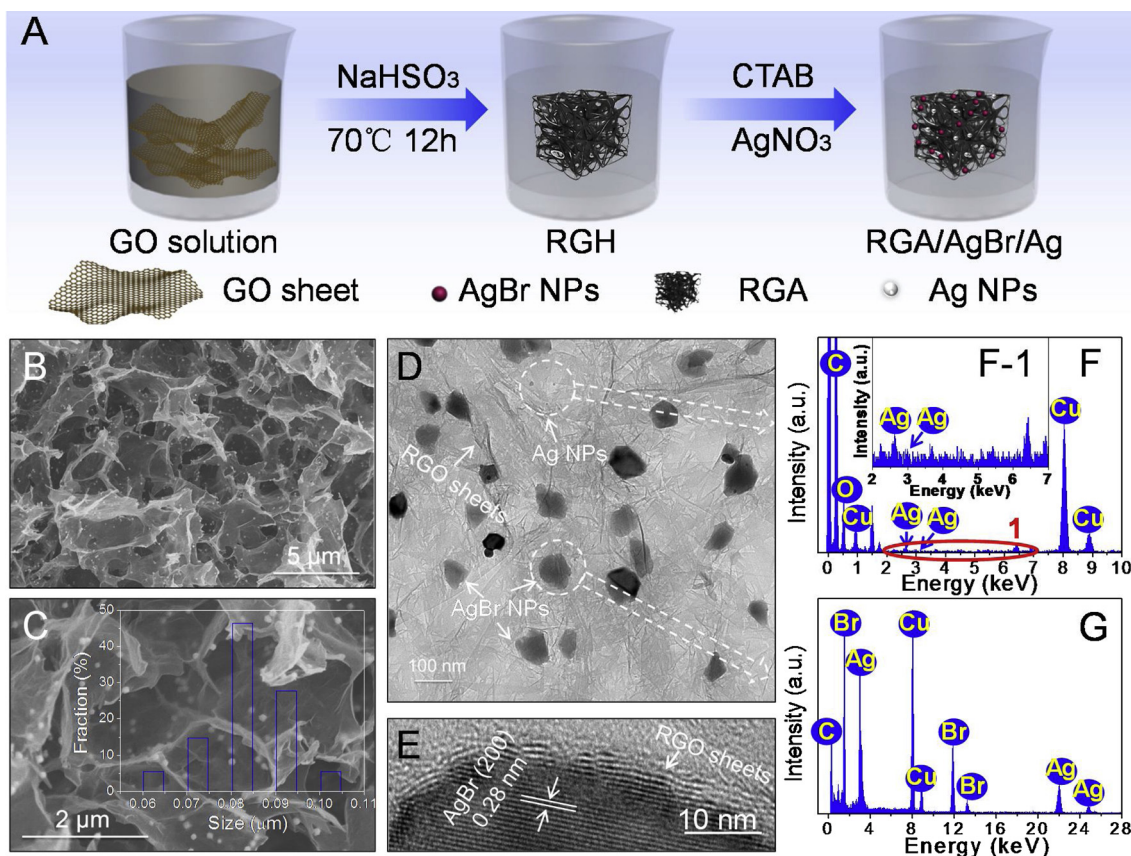 A
NaHSO₃
70℃ 12h
CTAB
AgNO₃
GO solution
RGH
RGA/AgBr/Ag
GO sheet
AgBr NPs
RGA
Ag NPs
B
5 μm
C
Fraction (%)
50
40
30
20
10
0
0.06 0.07 0.08 0.09 0.10 0.11
Size (μm)
2 μm
D
RGO sheets
Ag NPs
AgBr NPs
100 nm
E
AgBr (200)
0.28 nm
RGO sheets
10 nm
F-1
F
C
O
Cu
Ag
Ag
1
Cu
Cu
Ag
Ag
Intensity (a.u.)
2 3 4 5 6 7
Energy (keV)
Intensity (a.u.)
0 1 2 3 4 5 6 7 8 9 10
Energy (keV)
G
Br
Cu
Ag
C
Cu
Br
Br
Ag
Ag
Intensity (a.u.)
0 4 8 12 16 20 24 28
Energy (keV)